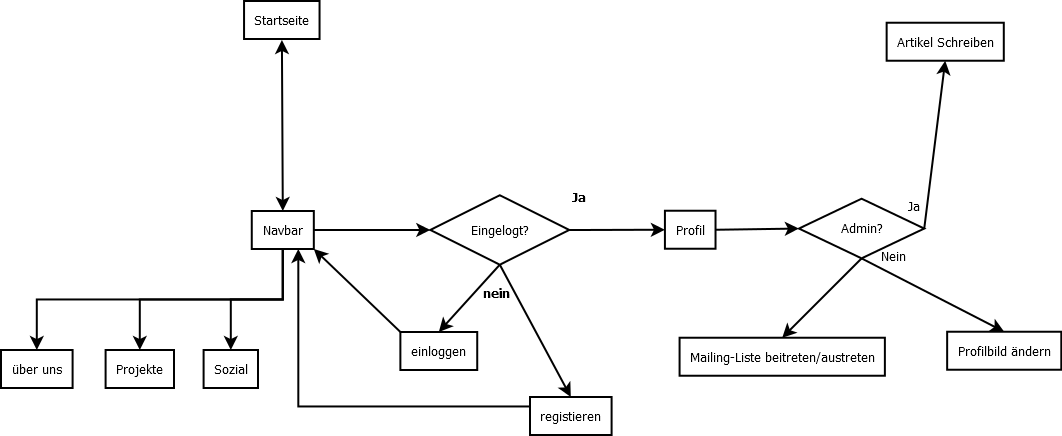 Startseite
Artikel Schreiben
Ja
Ja
Navbar
Eingelogt?
Profil
Admin?
Nein
nein
einloggen
Mailing-Liste beitreten/austreten
Profilbild ändern
über uns
Projekte
Sozial
registieren